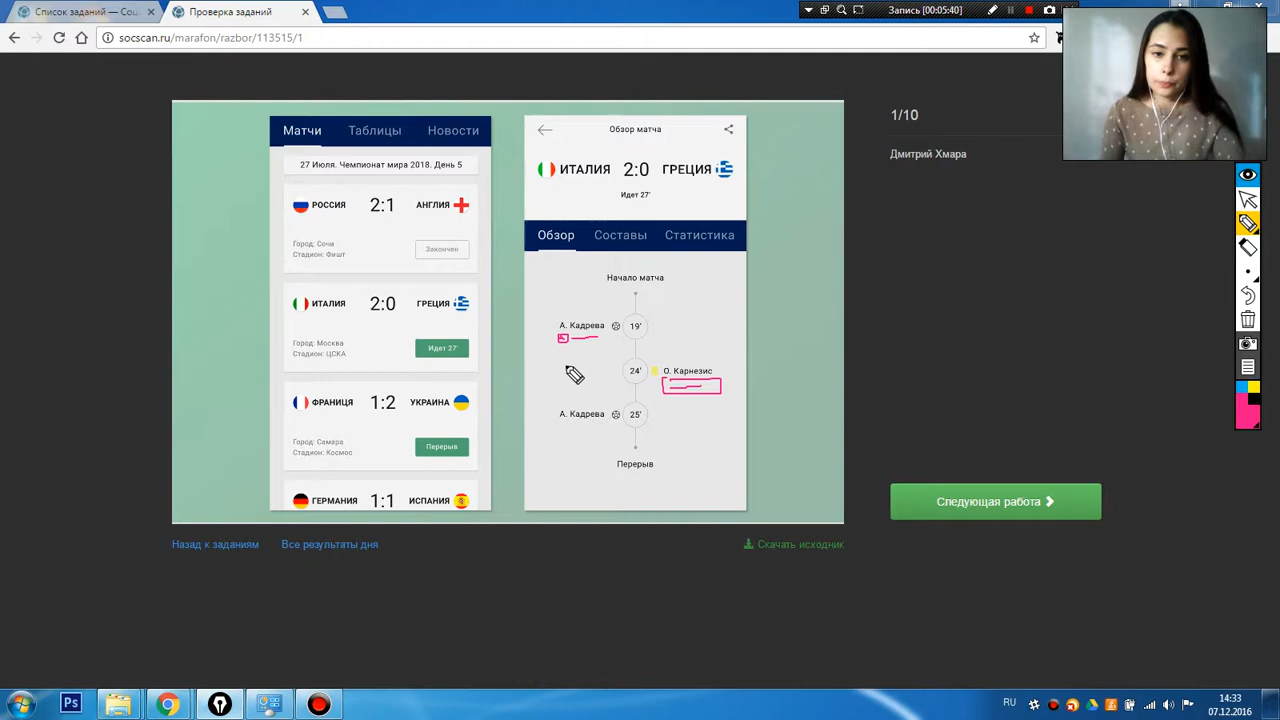 Список заданий — Соц
Проверка заданий
Запись [00:05:40]
socscan.ru/marafon/razbor/113515/1
Матчи Таблицы Новости
27 Июля. Чемпионат мира 2018. День 5
РОССИЯ 2:1 АНГЛИЯ
Город: Сочи
Стадион: Фишт
Закончен
ИТАЛИЯ 2:0 ГРЕЦИЯ
Город: Москва
Стадион: ЦСКА
Идет 27'
ФРАНИЦЯ 1:2 УКРАИНА
Город: Самара
Стадион: Космос
Перерыв
ГЕРМАНИЯ 1:1 ИСПАНИЯ
Обзор матча
ИТАЛИЯ 2:0 ГРЕЦИЯ
Идет 27'
Обзор Составы Статистика
Начало матча
А. Кадрева 19'
24' О. Карнезис
А. Кадрева 25'
Перерыв
1/10
Дмитрий Хмара
Следующая работа
Назад к заданиям Все результаты дня Скачать исходник
Ps
RU
14:33
07.12.2016